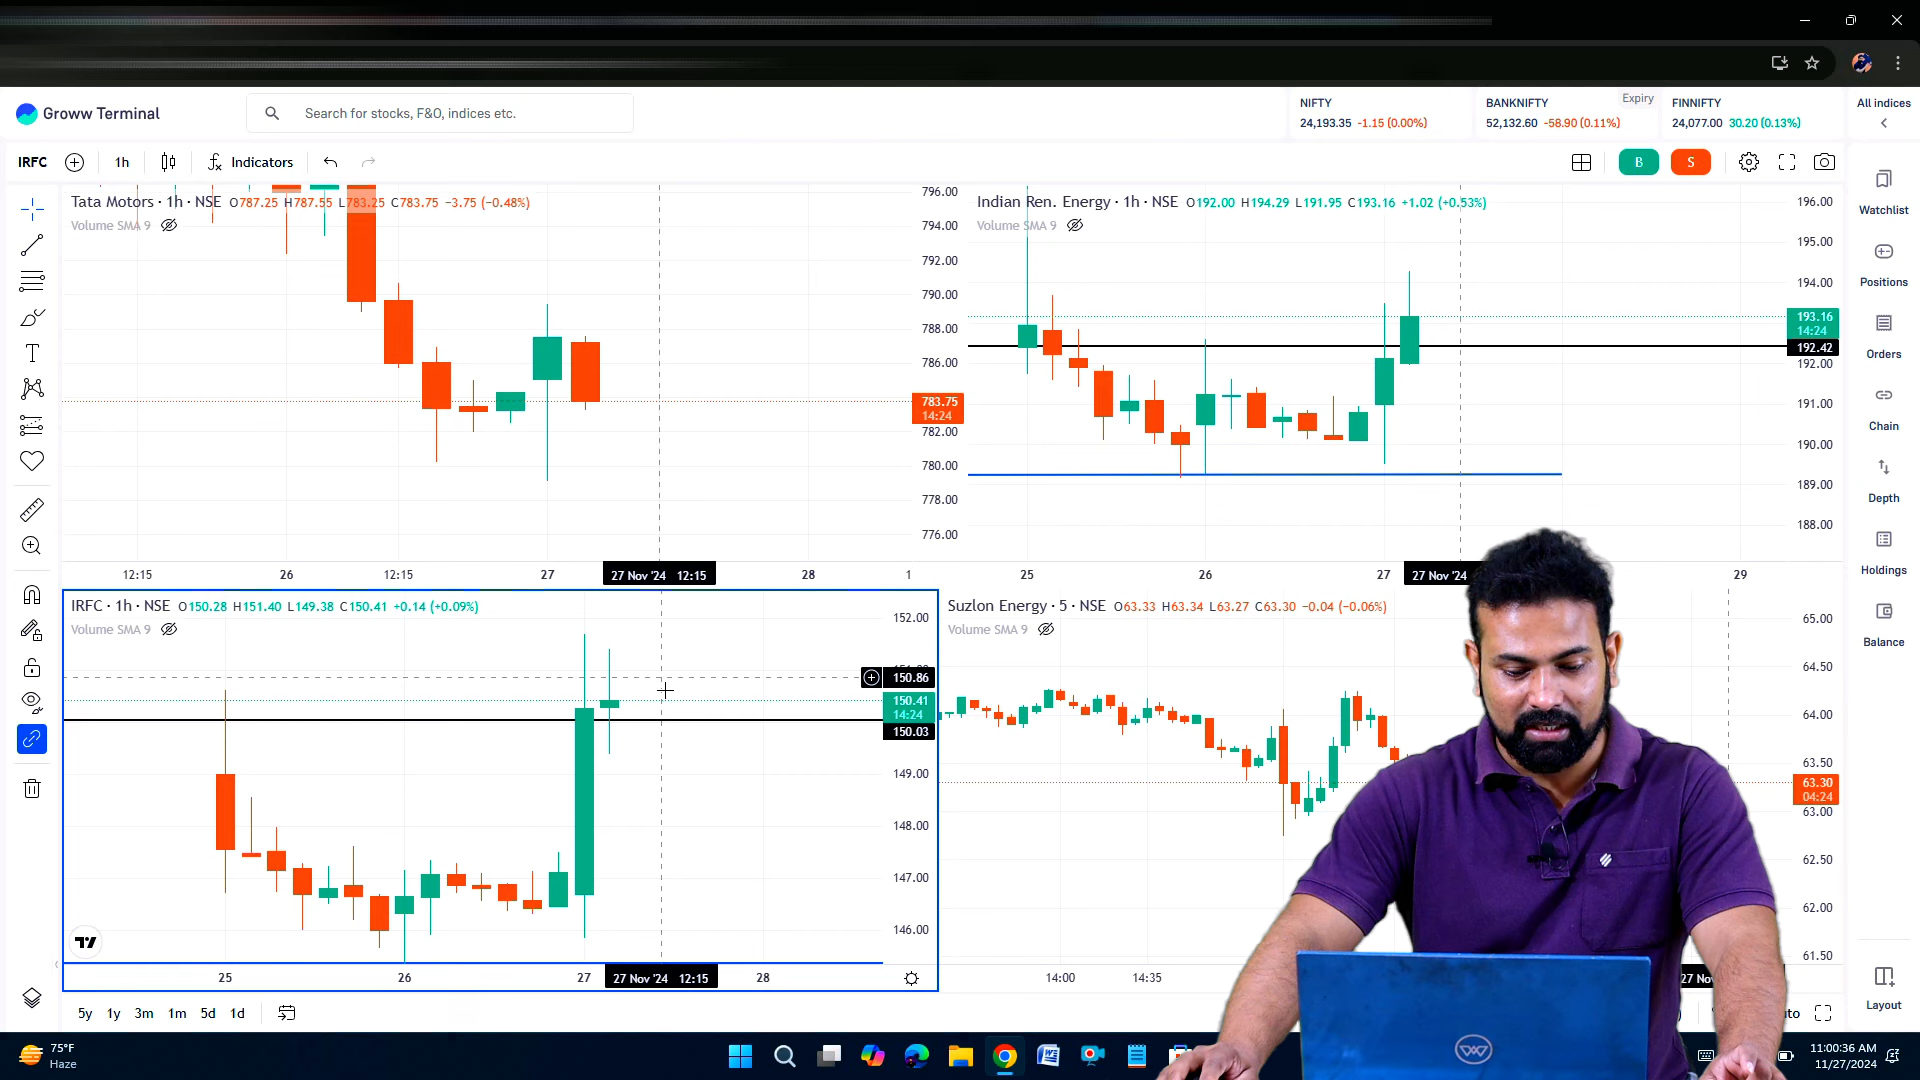 Groww Terminal
Search for stocks, F&O, indices etc.
NIFTY
24,193.35 -1.15 (0.00%)
BANKNIFTY
Expiry
52,132.60 -58.90 (0.11%)
FINNIFTY
24,077.00 30.20 (0.13%)
All indices
IRFC
1h
Indicators
B
S
Tata Motors · 1h · NSE O787.25 H787.55 L783.25 C783.75 −3.75 (−0.48%)
Volume SMA 9
796.00
794.00
792.00
790.00
788.00
786.00
783.75
14:24
782.00
780.00
778.00
776.00
12:15
26
12:15
27
27 Nov '24 12:15
28
1
Indian Ren. Energy · 1h · NSE O192.00 H194.29 L191.95 C193.16 +1.02 (+0.53%)
Volume SMA 9
196.00
195.00
194.00
193.16
14:24
192.42
192.00
191.00
190.00
189.00
188.00
25
26
27
27 Nov '24
29
IRFC · 1h · NSE O150.28 H151.40 L149.38 C150.41 +0.14 (+0.09%)
Volume SMA 9
152.00
150.86
150.41
14:24
150.03
149.00
148.00
147.00
146.00
25
26
27
27 Nov '24 12:15
28
Suzlon Energy · 5 · NSE O63.33 H63.34 L63.27 C63.30 −0.04 (−0.06%)
Volume SMA 9
65.00
64.50
64.00
63.50
63.30
04:24
63.00
62.50
62.00
61.50
14:00
14:35
27 Nov
Watchlist
Positions
Orders
Chain
Depth
Holdings
Balance
Layout
5y
1y
3m
1m
5d
1d
75°F
Haze
11:00:36 AM
11/27/2024